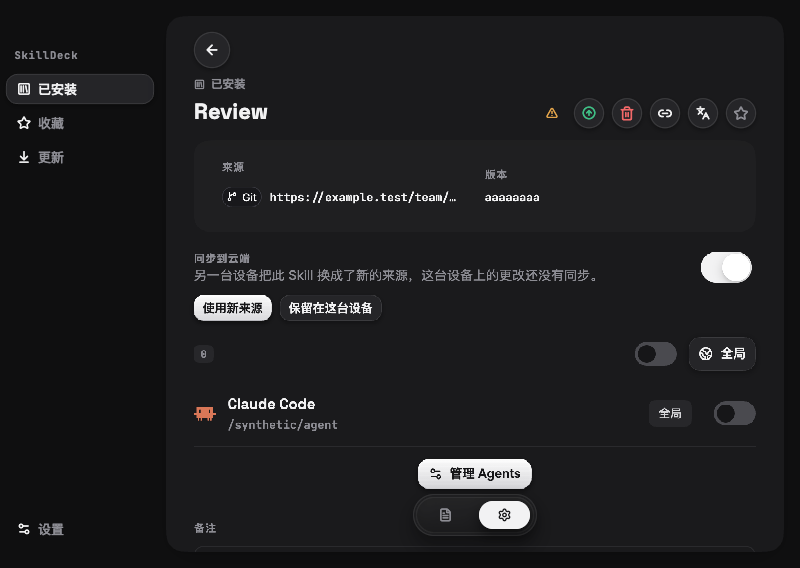 SkillDeck
已安装
收藏
更新
设置
已安装
Review
来源
Git https://example.test/team/…
版本
aaaaaaaa
同步到云端
另一台设备把此 Skill 换成了新的来源，这台设备上的更改还没有同步。
使用新来源 保留在这台设备
0
全局
Claude Code
/synthetic/agent
全局
管理 Agents
备注